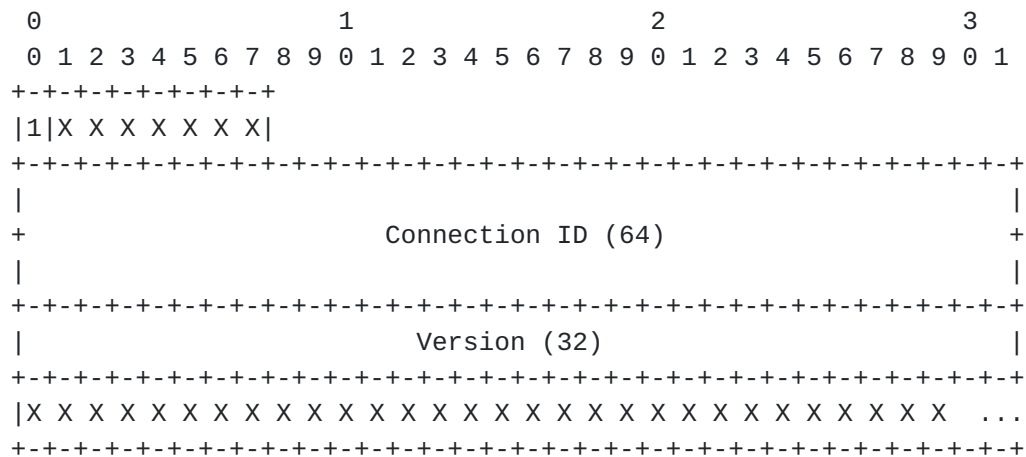 0                   1                   2                   3
 0 1 2 3 4 5 6 7 8 9 0 1 2 3 4 5 6 7 8 9 0 1 2 3 4 5 6 7 8 9 0 1
+-+-+-+-+-+-+-+-+
|1|X X X X X X X|
+-+-+-+-+-+-+-+-+-+-+-+-+-+-+-+-+-+-+-+-+-+-+-+-+-+-+-+-+-+-+-+-+
|                                                               |
+                       Connection ID (64)                      +
|                                                               |
+-+-+-+-+-+-+-+-+-+-+-+-+-+-+-+-+-+-+-+-+-+-+-+-+-+-+-+-+-+-+-+-+
|                         Version (32)                          |
+-+-+-+-+-+-+-+-+-+-+-+-+-+-+-+-+-+-+-+-+-+-+-+-+-+-+-+-+-+-+-+-+
|X X X X X X X X X X X X X X X X X X X X X X X X X X X X X X  ...
+-+-+-+-+-+-+-+-+-+-+-+-+-+-+-+-+-+-+-+-+-+-+-+-+-+-+-+-+-+-+-+-+